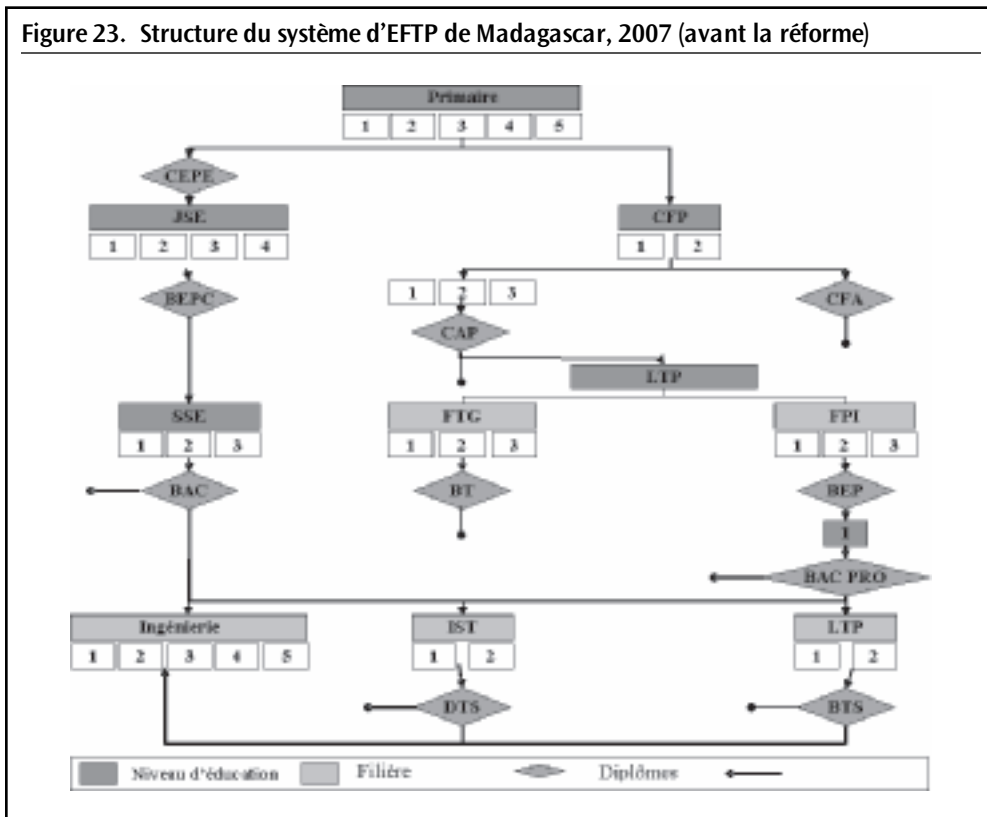 Figure 23. Structure du système d'EFTP de Madagascar, 2007 (avant la réforme)
Primaire
1 2 3 4 5
CEPE
JSE CFP
1 2 3 4 1 2
BEPC 1 2 3 CFA
CAP
LTP
SSE FTG FPI
1 2 3 1 2 3 1 2 3
BAC BT BEP
1
BAC PRO
Ingénierie IST LTP
1 2 3 4 5 1 2 1 2
DTS BTS
Niveau d'éducation Filière Diplômes